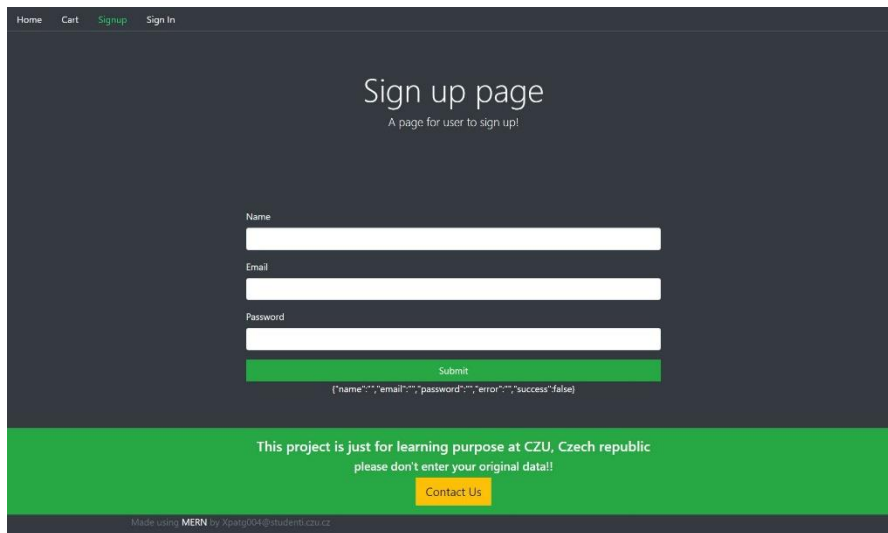 Home Cart Signup Sign In
Sign up page
A page for user to sign up!
Name
Email
Password
Submit
{"name":"","email":"","password":"","error":"","success":false}
This project is just for learning purpose at CZU, Czech republic
please don't enter your original data!!
Contact Us
Made using MERN by Xpatg004@studenti.czu.cz